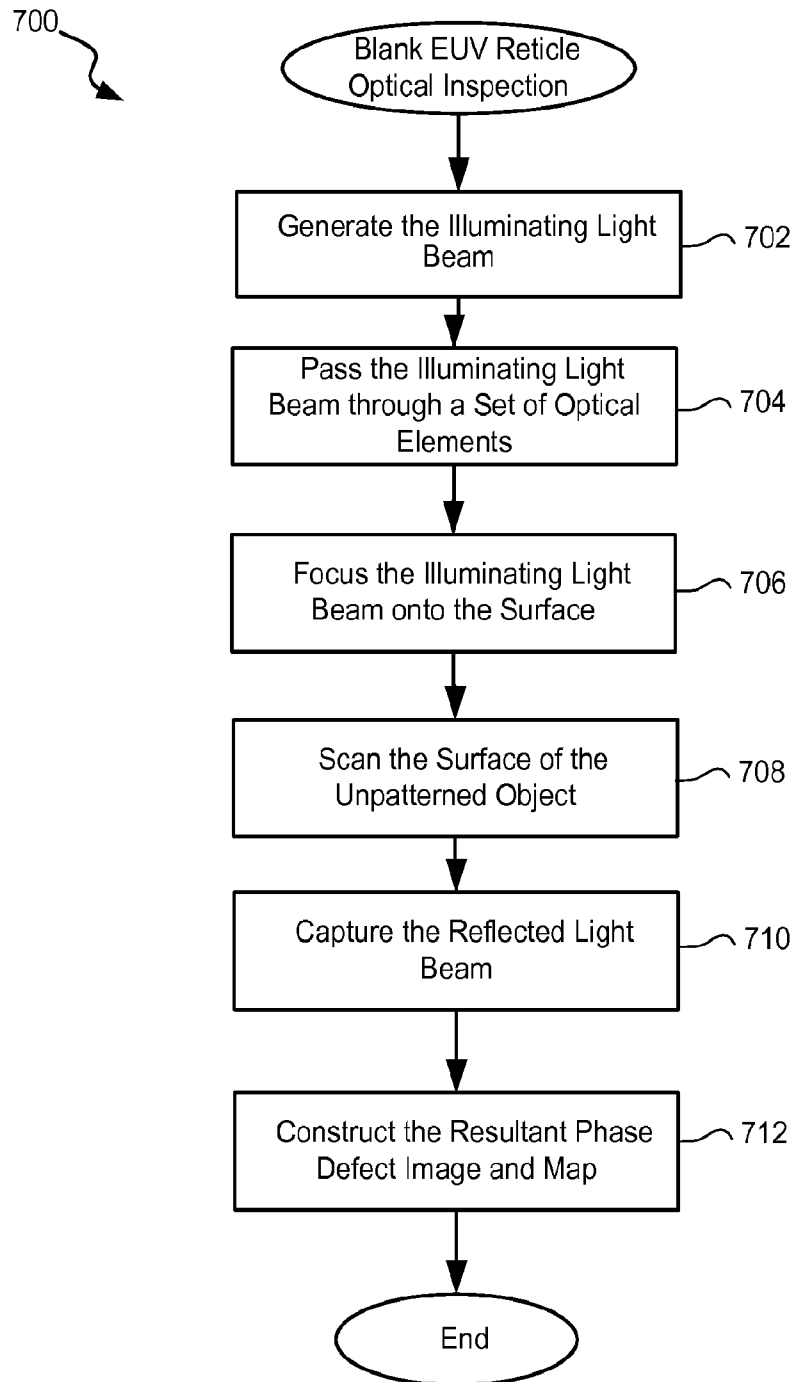 700
Blank EUV Reticle
Optical Inspection
Generate the Illuminating Light
Beam
702
Pass the Illuminating Light
Beam through a Set of Optical
Elements
704
Focus the Illuminating Light
Beam onto the Surface
706
Scan the Surface of the
Unpatterned Object
708
Capture the Reflected Light
Beam
710
Construct the Resultant Phase
Defect Image and Map
712
End